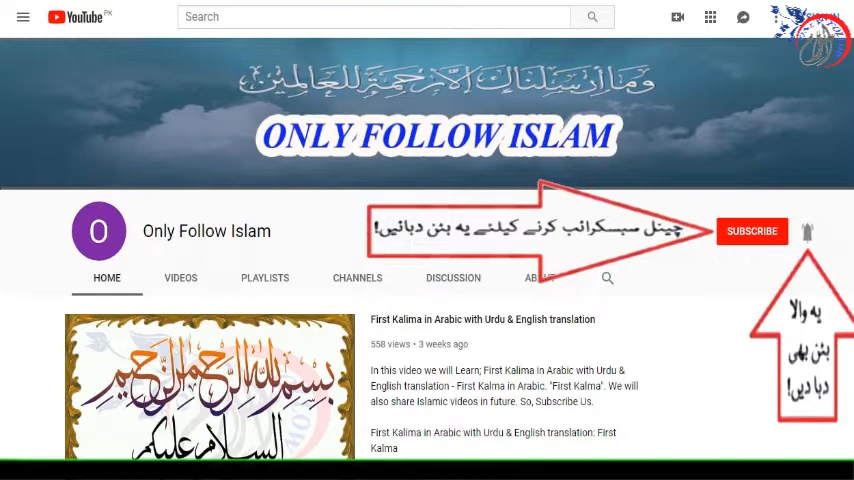 YouTube PK
Search
وما أرسلناك إلا رحمة للعالمين
ONLY FOLLOW ISLAM
O
Only Follow Islam
چینل سبسکرائب کرنے کیلئے یہ بٹن دبائیں!
SUBSCRIBE
HOME VIDEOS PLAYLISTS CHANNELS DISCUSSION
یہ والا
بٹن بھی
دبا دیں!
First Kalima in Arabic with Urdu & English translation
558 views • 3 weeks ago
In this video we will Learn; First Kalima in Arabic with Urdu &
English translation - First Kalma in Arabic. "First Kalma". We will
also share Islamic videos in future. So, Subscribe Us.
First Kalima in Arabic with Urdu & English translation: First
Kalma
بسم الله الرحمن الرحيم
السلام عليكم